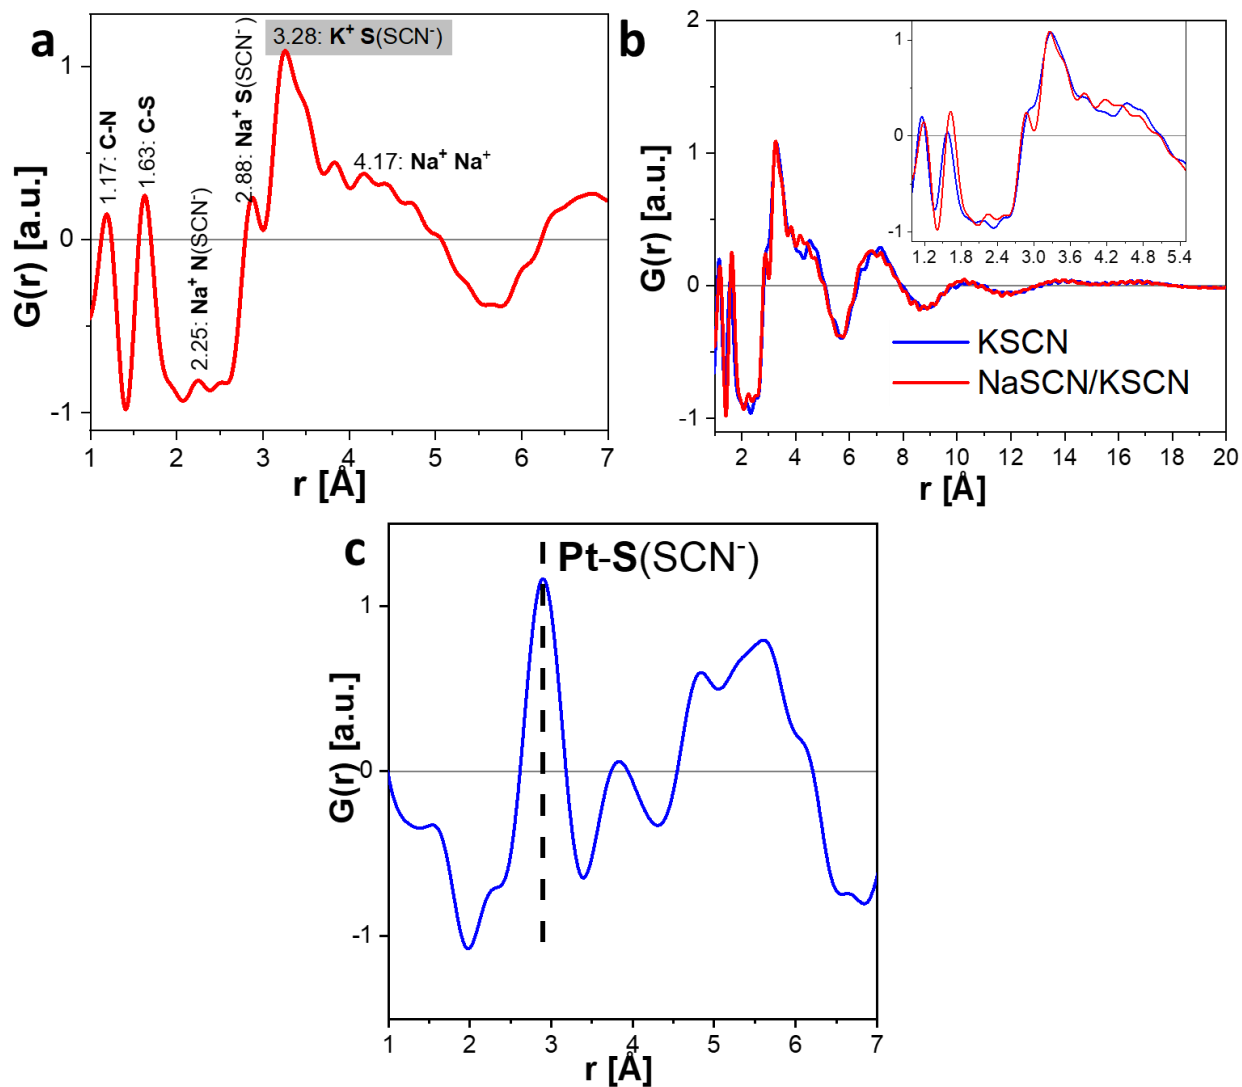 a
G(r) [a.u.]
1
0
-1
1.17: C-N
1.63: C-S
2.25: Na⁺ N(SCN⁻)
2.88: Na⁺ S(SCN⁻)
3.28: K⁺ S(SCN⁻)
4.17: Na⁺ Na⁺
1 2 3 4 5 6 7
r [Å]
b
G(r) [a.u.]
2
1
0
-1
1
0
-1
1.2 1.8 2.4 3.0 3.6 4.2 4.8 5.4
KSCN
NaSCN/KSCN
2 4 6 8 10 12 14 16 18 20
r [Å]
c
Pt-S(SCN⁻)
G(r) [a.u.]
1
0
-1
1 2 3 4 5 6 7
r [Å]